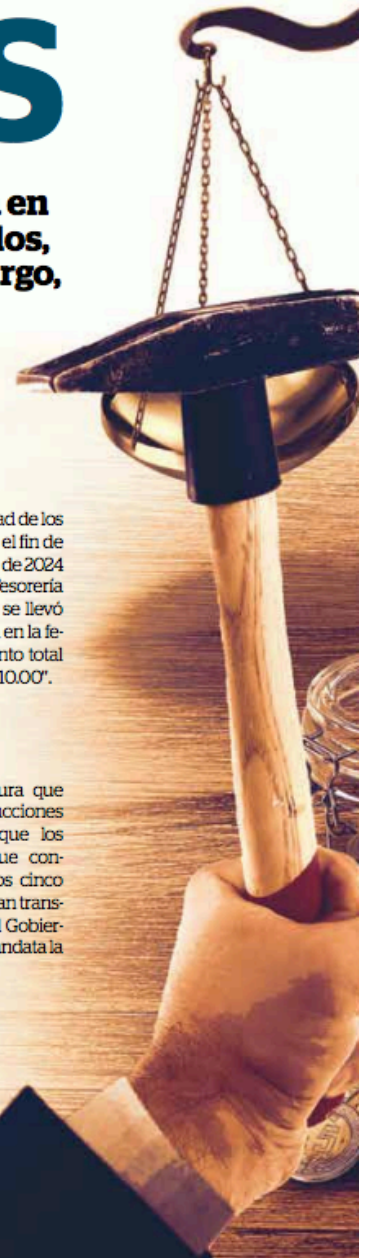 S
en
los,
rgo,
ad de los
el fin de
de 2024
esorería
se llevó
en la fe-
nto total
10.00".
ura que
cciones
que los
ue con-
os cinco
an trans-
l Gobier-
ndata la